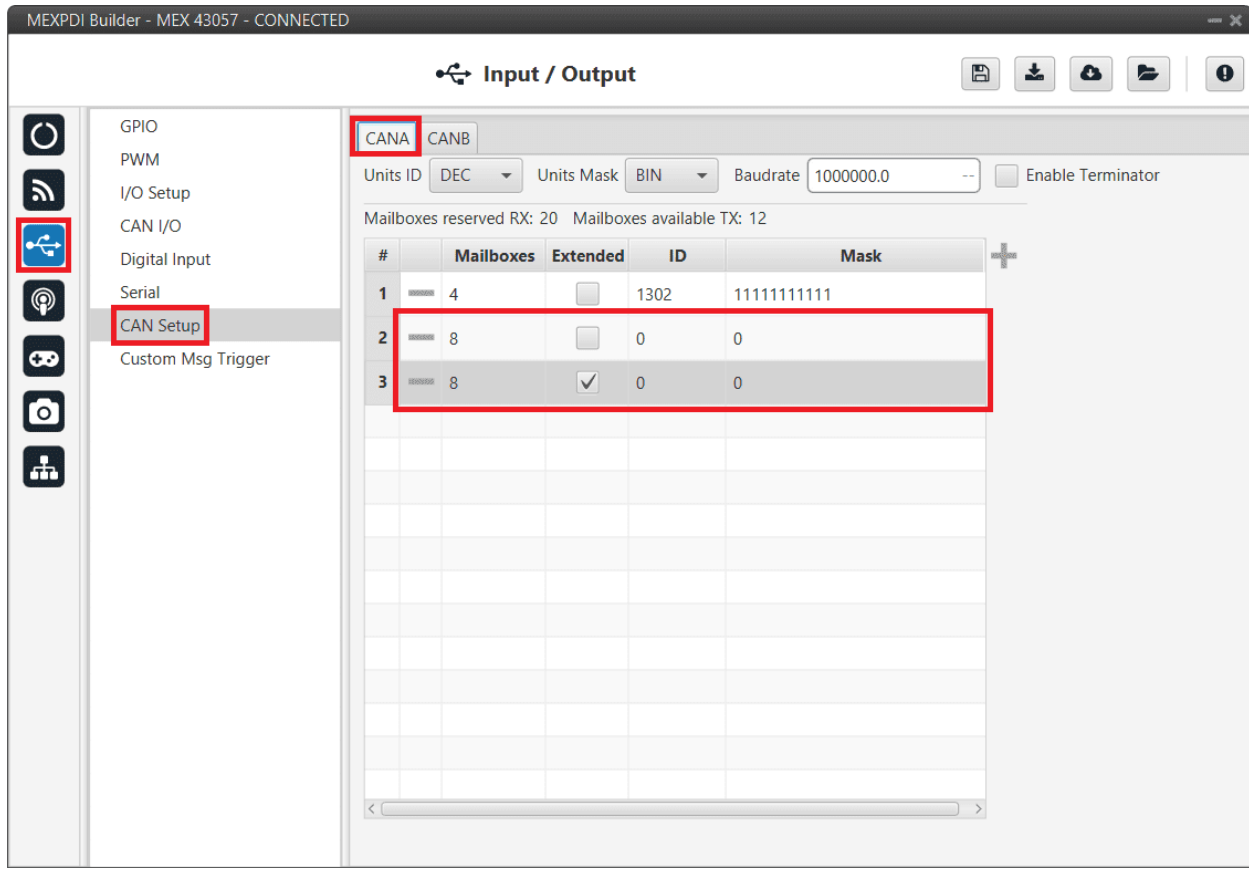 MEXPDI Builder - MEX 43057 - CONNECTED
Input / Output
GPIO
PWM
I/O Setup
CAN I/O
Digital Input
Serial
CAN Setup
Custom Msg Trigger
CANA CANB
Units ID DEC Units Mask BIN Baudrate 1000000.0 -- Enable Terminator
Mailboxes reserved RX: 20 Mailboxes available TX: 12
# Mailboxes Extended ID Mask
1 4 1302 11111111111
2 8 0 0
3 8 0 0